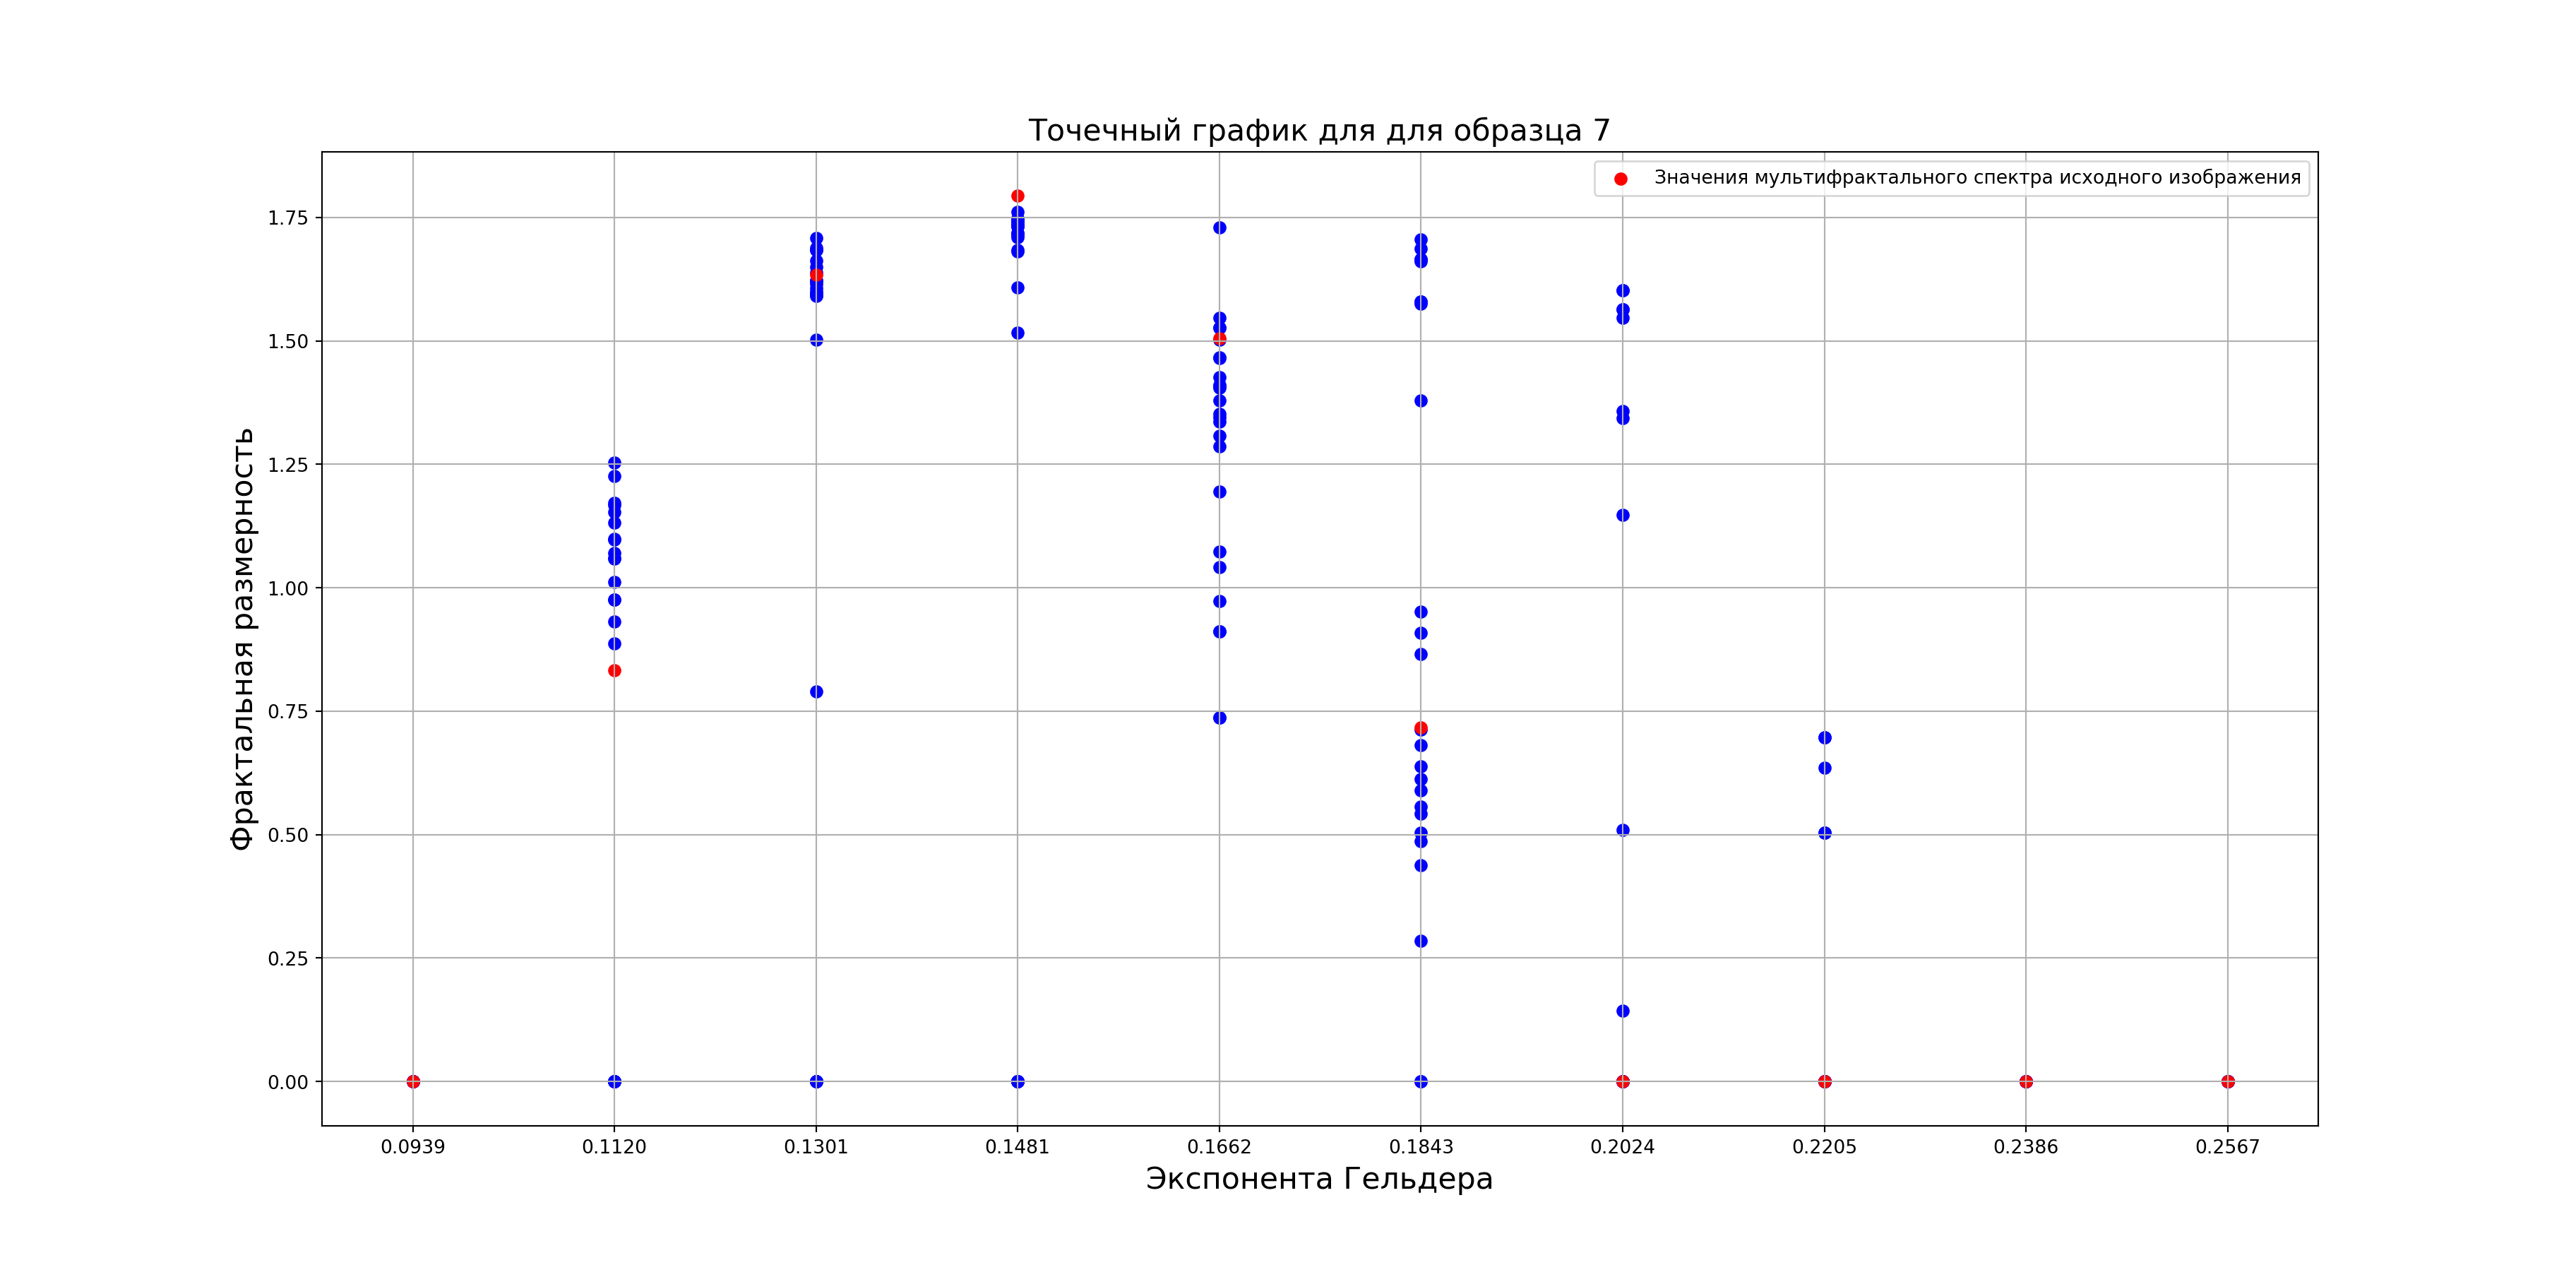 Точечный график для для образца 7
Значения мультифрактального спектра исходного изображения
Фрактальная размерность
1.75
1.50
1.25
1.00
0.75
0.50
0.25
0.00
0.0939 0.1120 0.1301 0.1481 0.1662 0.1843 0.2024 0.2205 0.2386 0.2567
Экспонента Гельдера